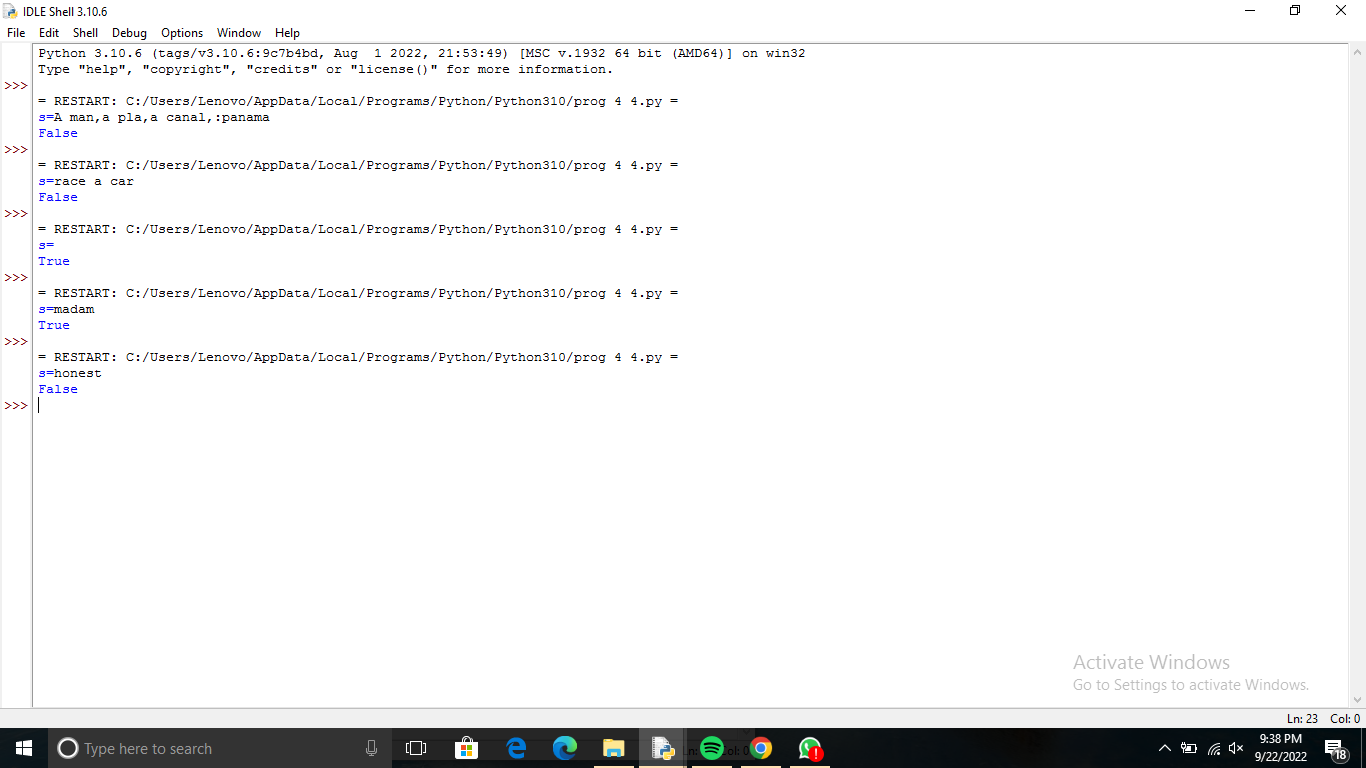 IDLE Shell 3.10.6
File Edit Shell Debug Options Window Help
Python 3.10.6 (tags/v3.10.6:9c7b4bd, Aug  1 2022, 21:53:49) [MSC v.1932 64 bit (AMD64)] on win32
Type "help", "copyright", "credits" or "license()" for more information.
>>>
= RESTART: C:/Users/Lenovo/AppData/Local/Programs/Python/Python310/prog 4 4.py =
s=A man,a pla,a canal,:panama
False
>>>
= RESTART: C:/Users/Lenovo/AppData/Local/Programs/Python/Python310/prog 4 4.py =
s=race a car
False
>>>
= RESTART: C:/Users/Lenovo/AppData/Local/Programs/Python/Python310/prog 4 4.py =
s=
True
>>>
= RESTART: C:/Users/Lenovo/AppData/Local/Programs/Python/Python310/prog 4 4.py =
s=madam
True
>>>
= RESTART: C:/Users/Lenovo/AppData/Local/Programs/Python/Python310/prog 4 4.py =
s=honest
False
>>>
Activate Windows
Go to Settings to activate Windows.
Ln: 23 Col: 0
Type here to search
9:38 PM
9/22/2022
18